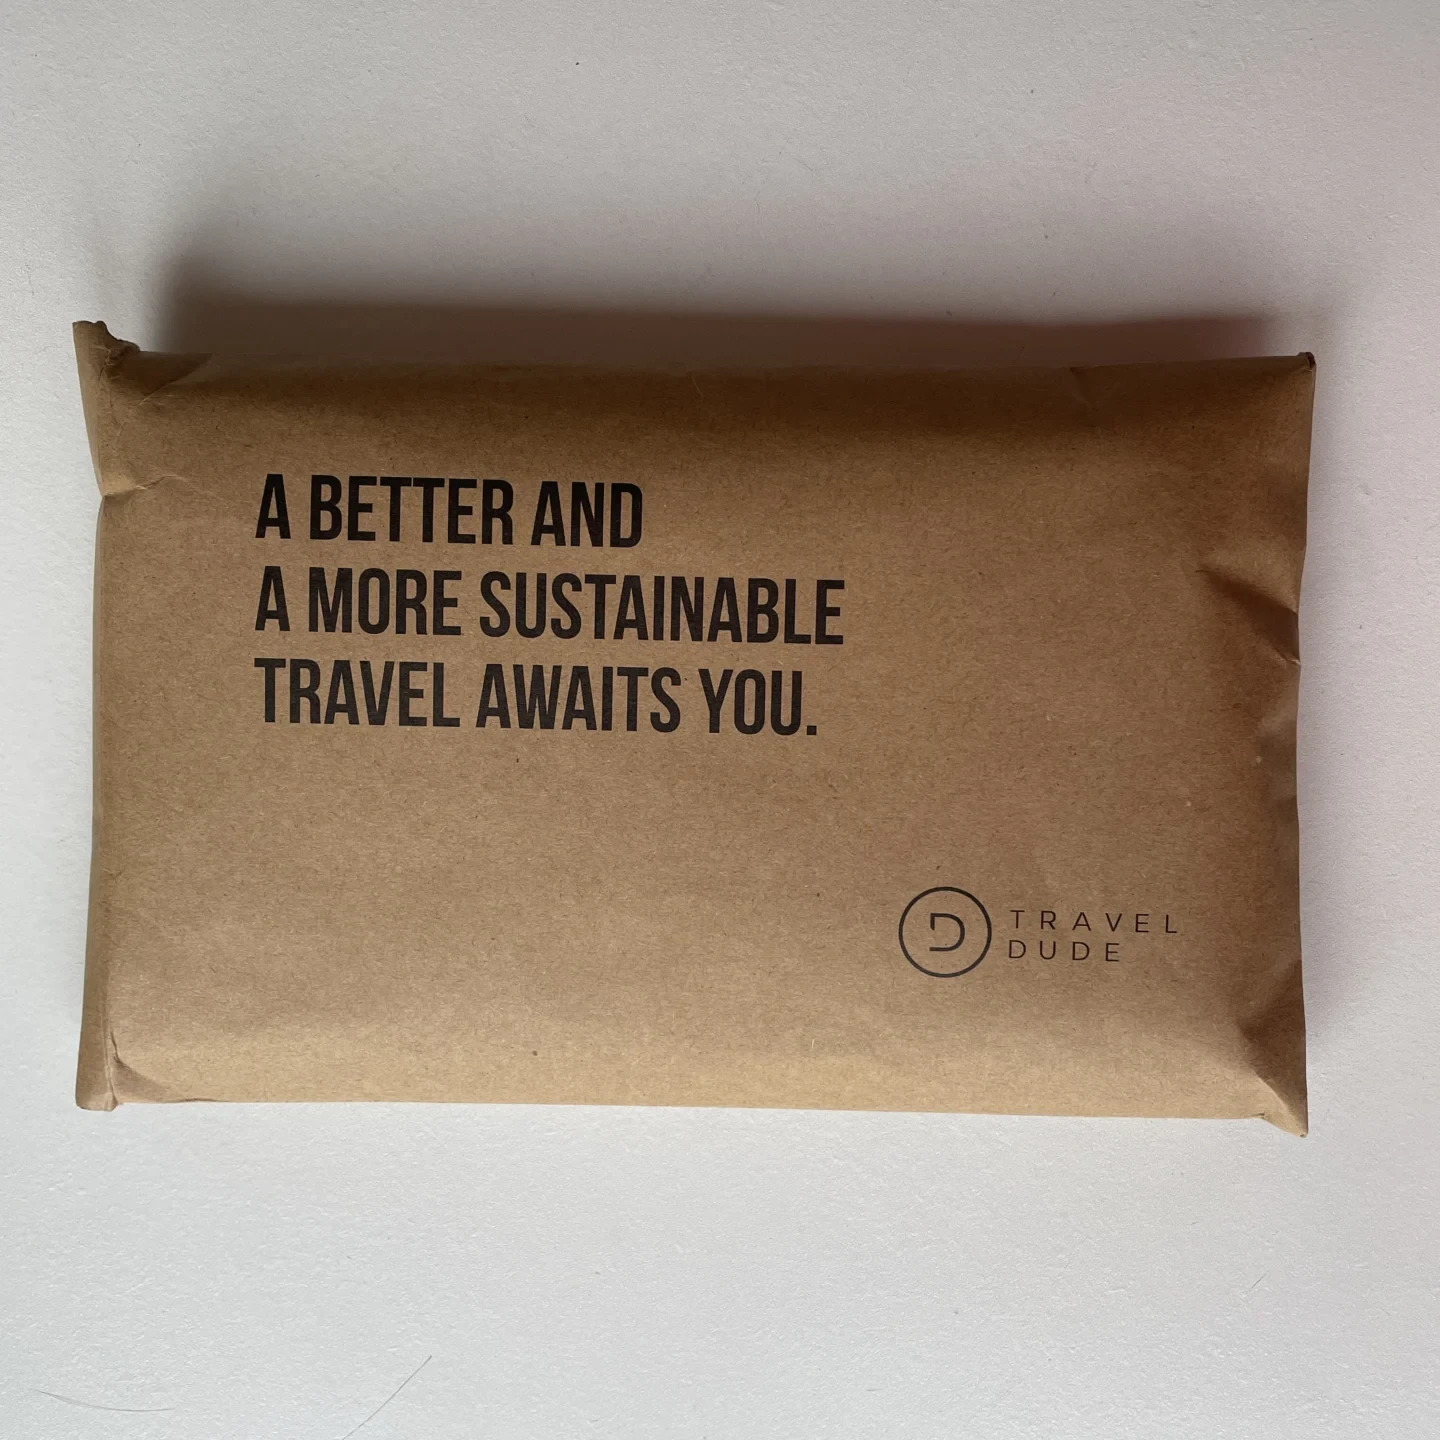 A BETTER AND
A MORE SUSTAINABLE
TRAVEL AWAITS YOU.
D TRAVEL
DUDE